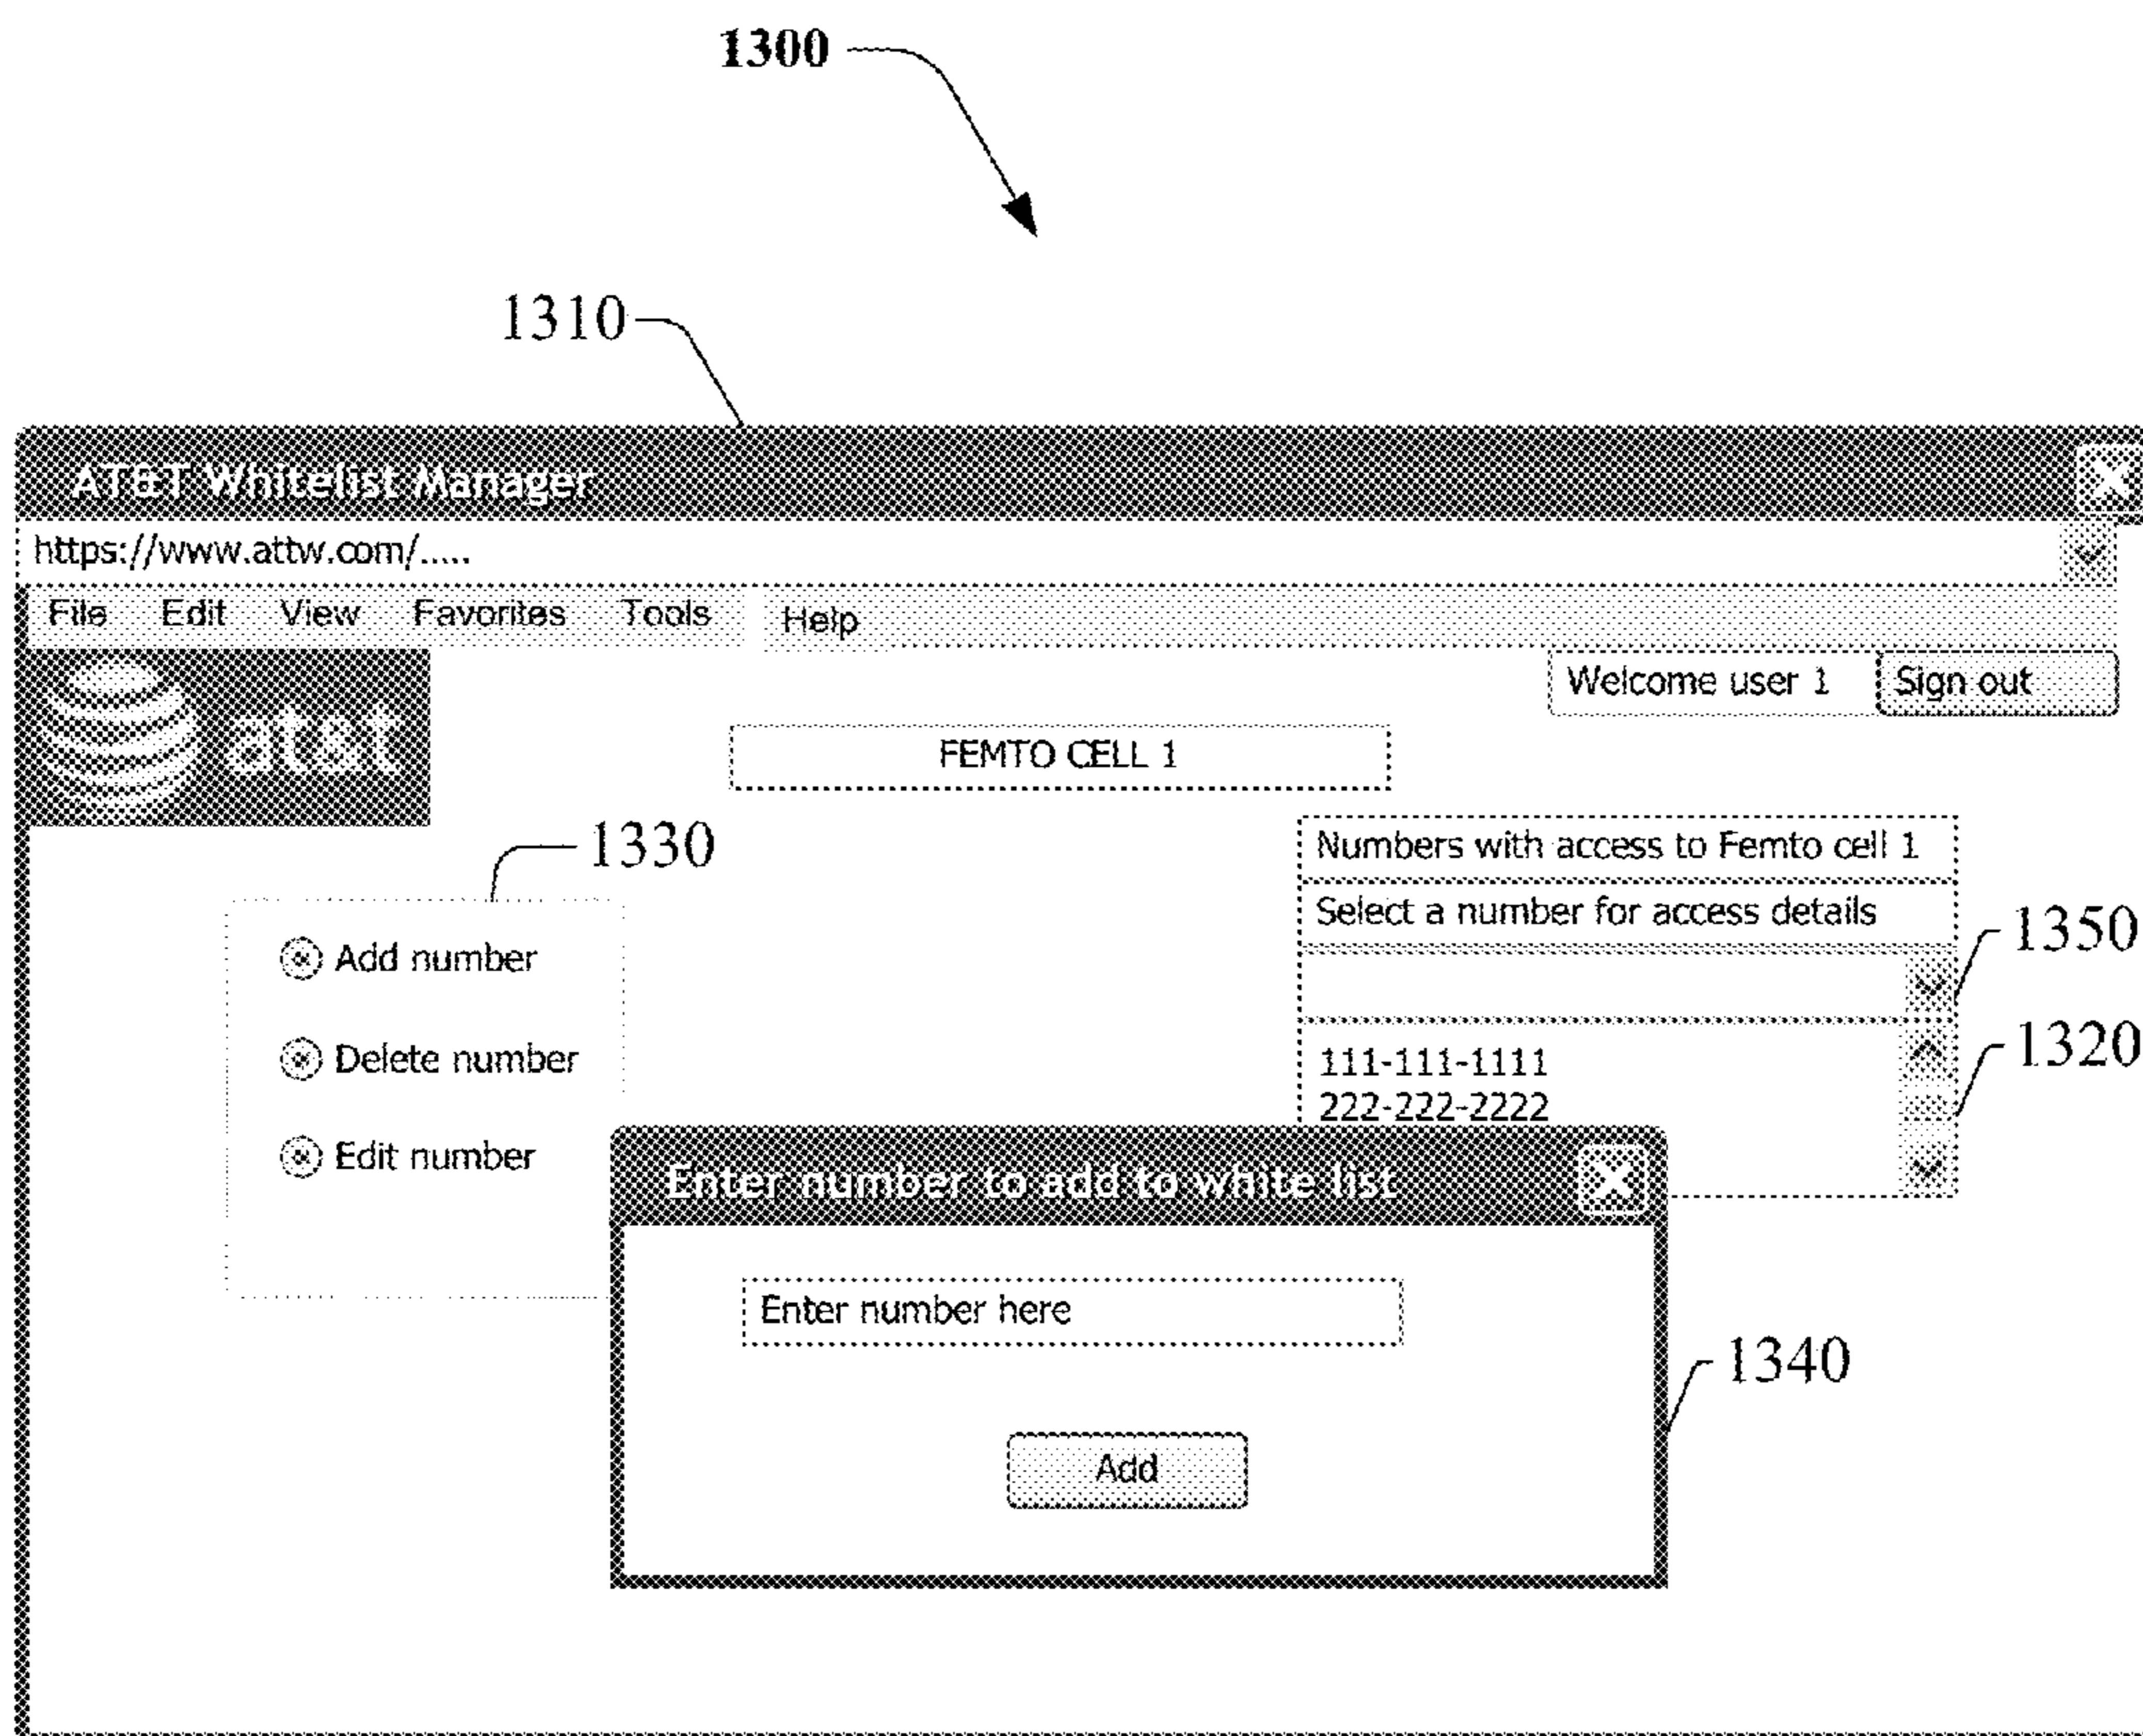 1300
1310
AT&T Whitelist Manager
https://www.attw.com/.....
File Edit View Favorites Tools Help
Welcome user 1 Sign out
at&t
FEMTO CELL 1
1330
Numbers with access to Femto cell 1
Select a number for access details
1350
Add number
Delete number
Edit number
1320
111-111-1111
222-222-2222
Enter number to add to white list
Enter number here
1340
Add